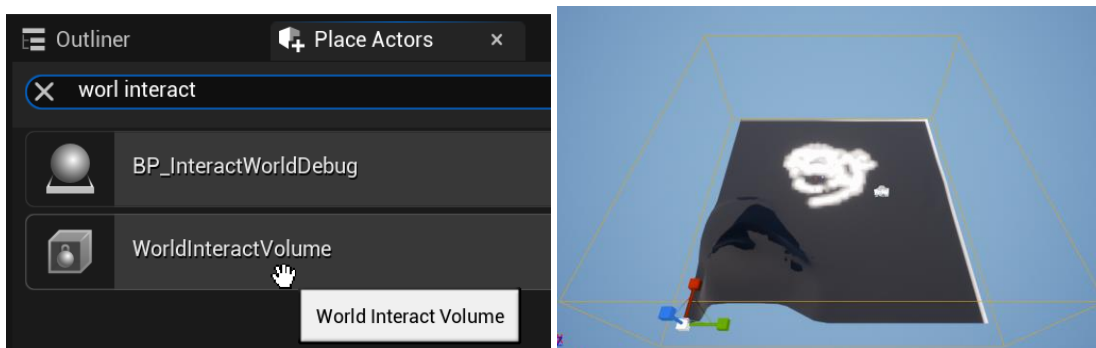 Outliner
Place Actors
worl interact
BP_InteractWorldDebug
WorldInteractVolume
World Interact Volume